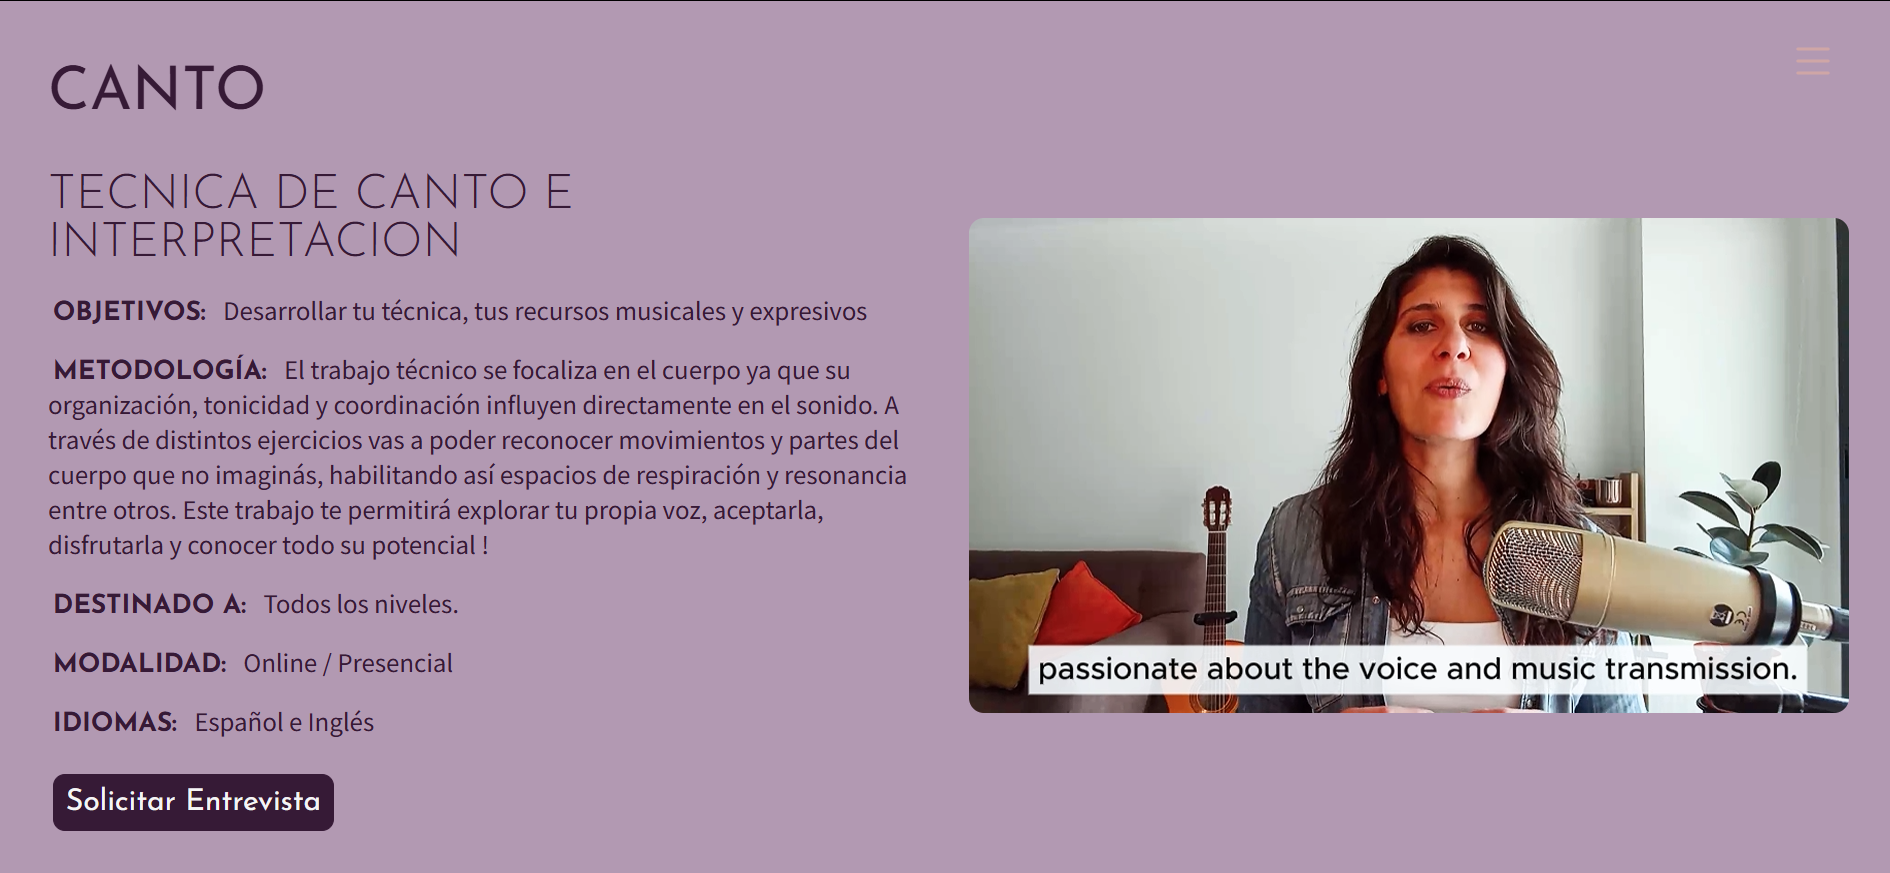 CANTO
TECNICA DE CANTO E
INTERPRETACION
OBJETIVOS: Desarrollar tu técnica, tus recursos musicales y expresivos
METODOLOGÍA: El trabajo técnico se focaliza en el cuerpo ya que su
organización, tonicidad y coordinación influyen directamente en el sonido. A
través de distintos ejercicios vas a poder reconocer movimientos y partes del
cuerpo que no imaginás, habilitando así espacios de respiración y resonancia
entre otros. Este trabajo te permitirá explorar tu propia voz, aceptarla,
disfrutarla y conocer todo su potencial !
DESTINADO A: Todos los niveles.
MODALIDAD: Online / Presencial
IDIOMAS: Español e Inglés
Solicitar Entrevista
passionate about the voice and music transmission.